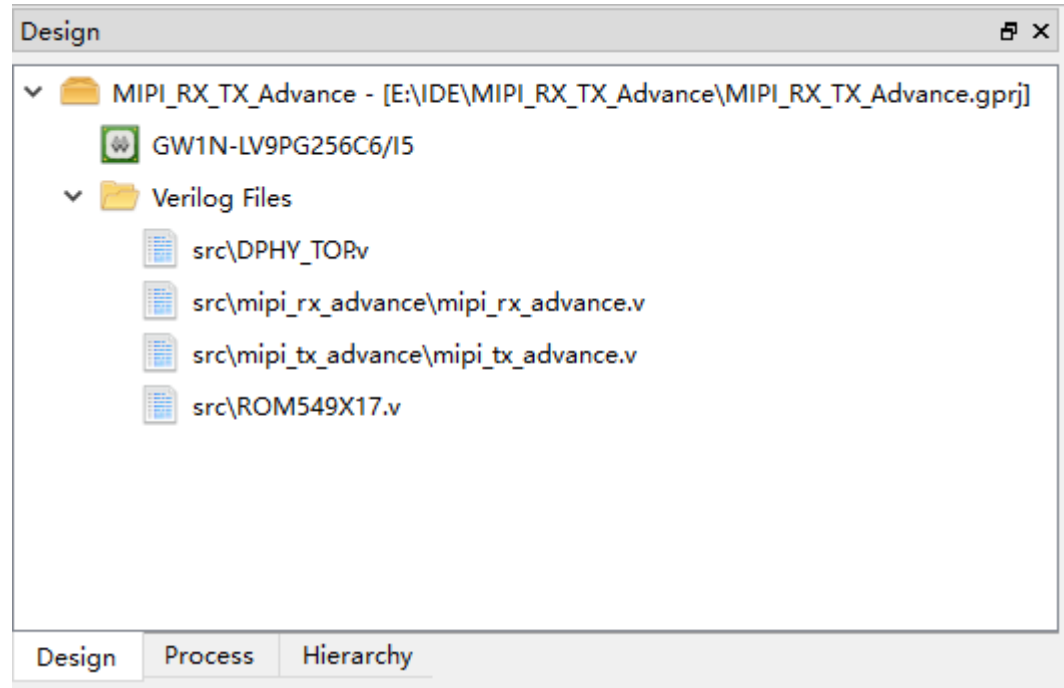 Design
MIPI_RX_TX_Advance - [E:\IDE\MIPI_RX_TX_Advance\MIPI_RX_TX_Advance.gprj]
GW1N-LV9PG256C6/I5
Verilog Files
src\DPHY_TOP.v
src\mipi_rx_advance\mipi_rx_advance.v
src\mipi_tx_advance\mipi_tx_advance.v
src\ROM549X17.v
Design Process Hierarchy